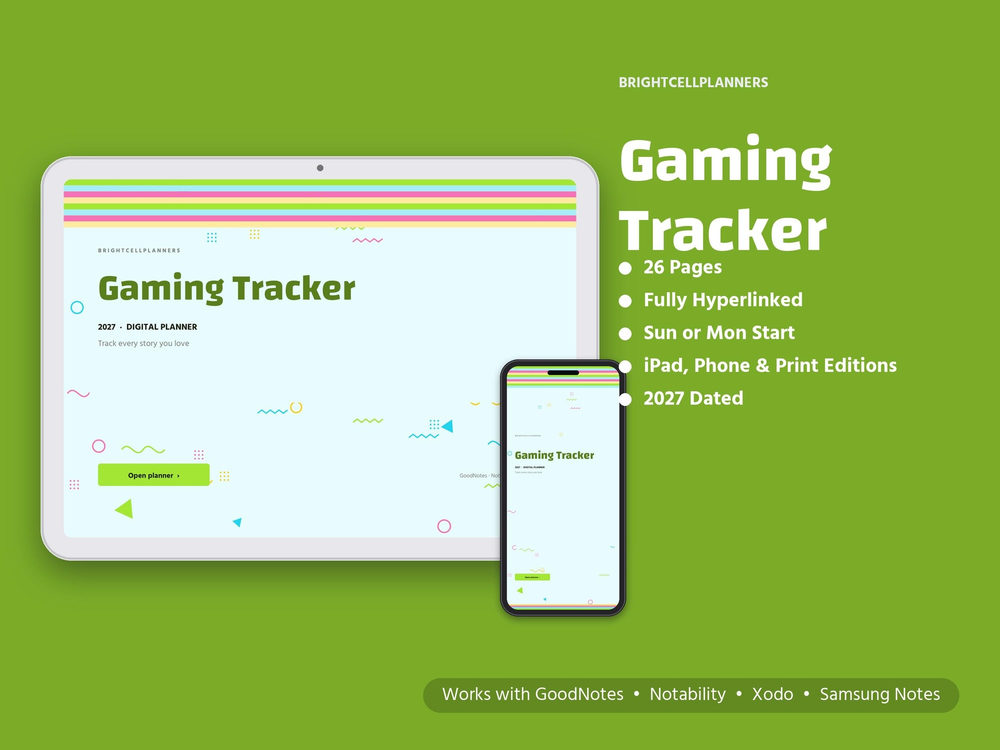 BRIGHTCELLPLANNERS
Gaming
Tracker
26 Pages
Fully Hyperlinked
Sun or Mon Start
iPad, Phone & Print Editions
2027 Dated
BRIGHTCELLPLANNERS
Gaming Tracker
2027 · DIGITAL PLANNER
Track every story you love
Open planner ›
GoodNotes ·
Gaming Tracker
Works with GoodNotes • Notability • Xodo • Samsung Notes